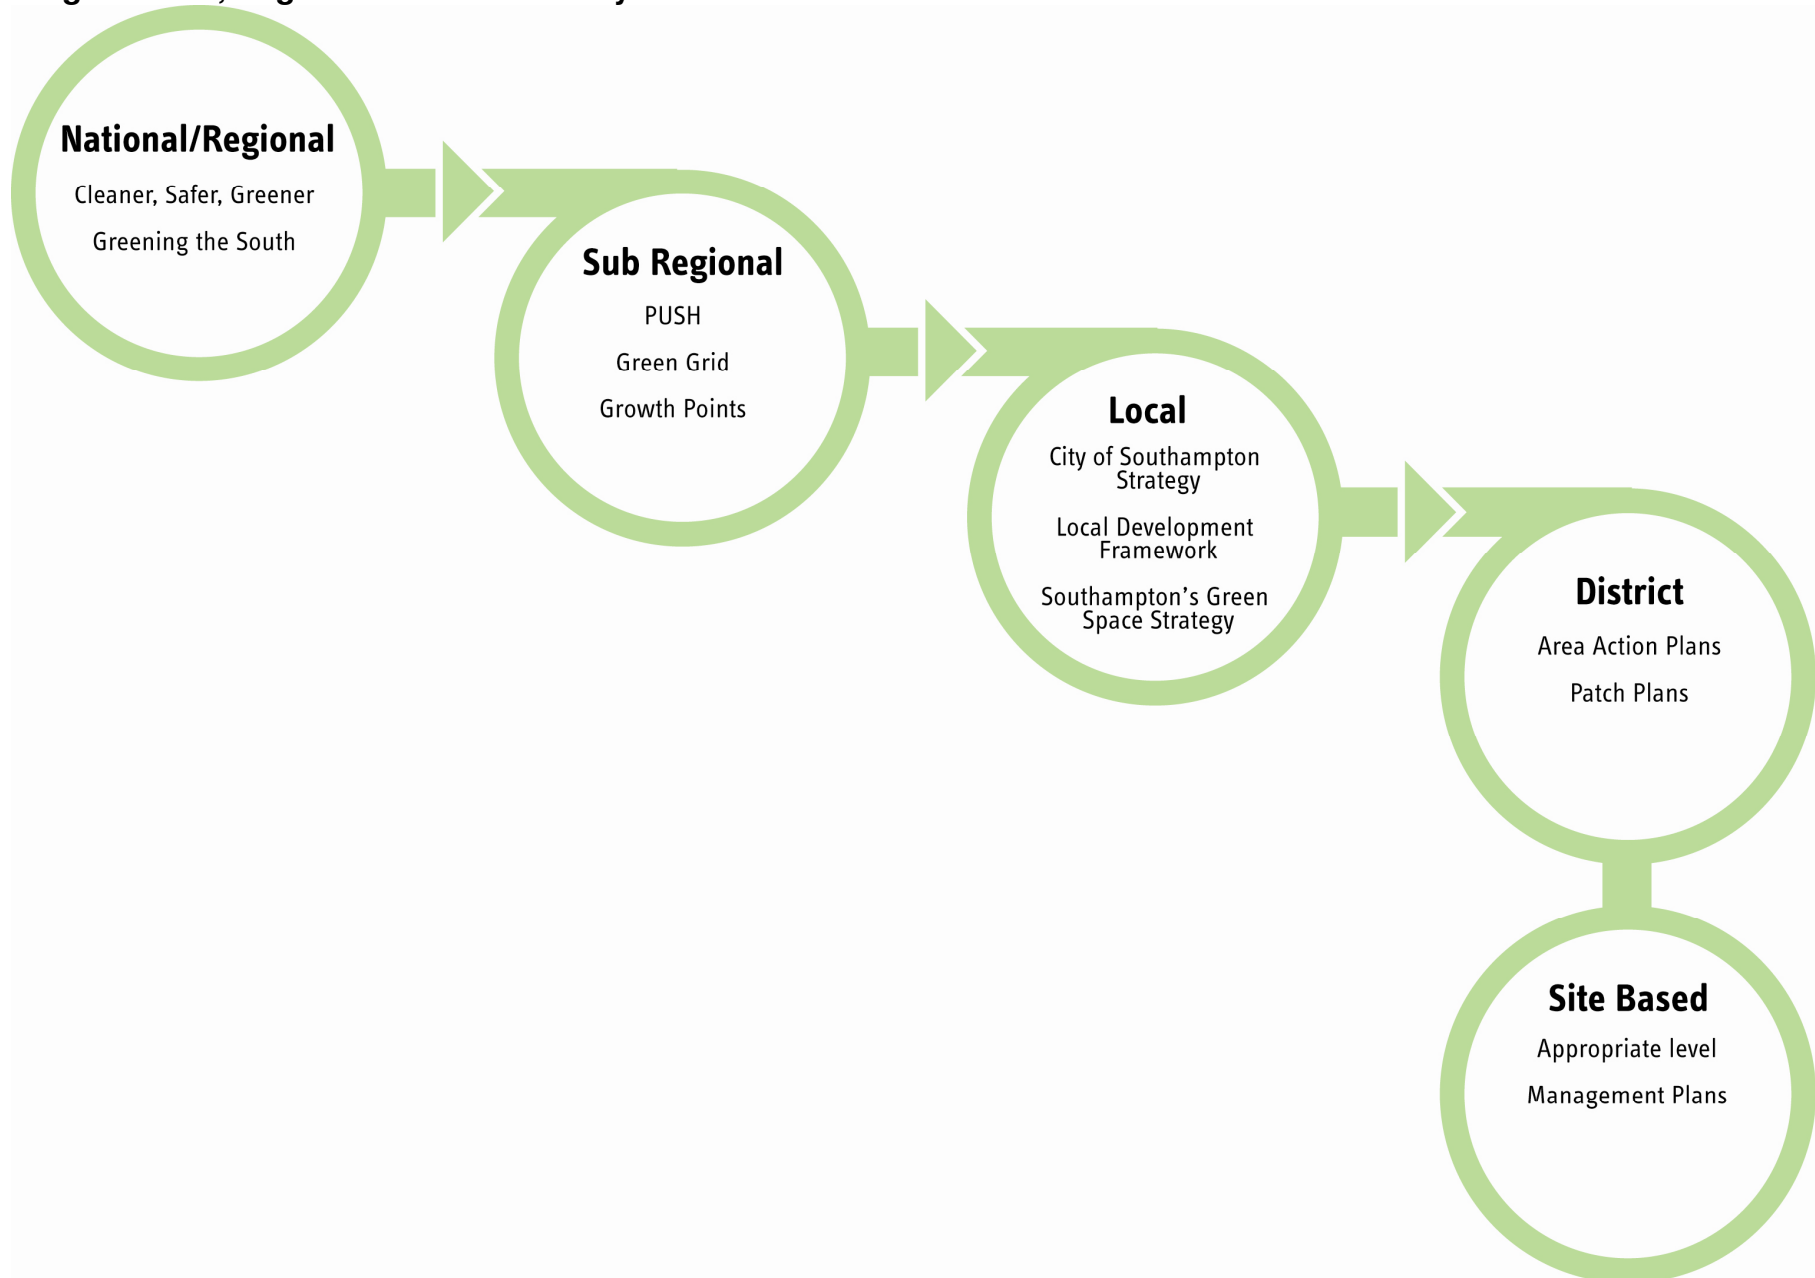 National/Regional
Cleaner, Safer, Greener
Greening the South
Sub Regional
PUSH
Green Grid
Growth Points
Local
City of Southampton
Strategy
Local Development
Framework
Southampton’s Green
Space Strategy
District
Area Action Plans
Patch Plans
Site Based
Appropriate level
Management Plans